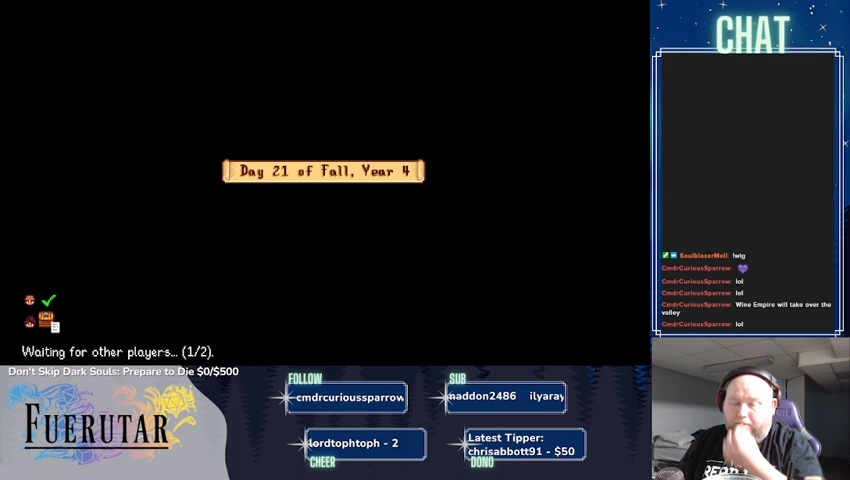 CHAT
Day 21 of Fall, Year 4
SoulblazerMell: !wig
CmdrCuriousSparrow:
CmdrCuriousSparrow: lol
CmdrCuriousSparrow: lol
CmdrCuriousSparrow: Wine Empire will take over the
valley
CmdrCuriousSparrow: lol
Waiting for other players... (1/2).
Don't Skip Dark Souls: Prepare to Die $0/$500
FUERUTAR
FOLLOW
cmdrcurioussparrow
SUB
maddon2486 ilyaray
lordtophtoph - 2
CHEER
Latest Tipper:
chrisabbott91 - $50
DONO